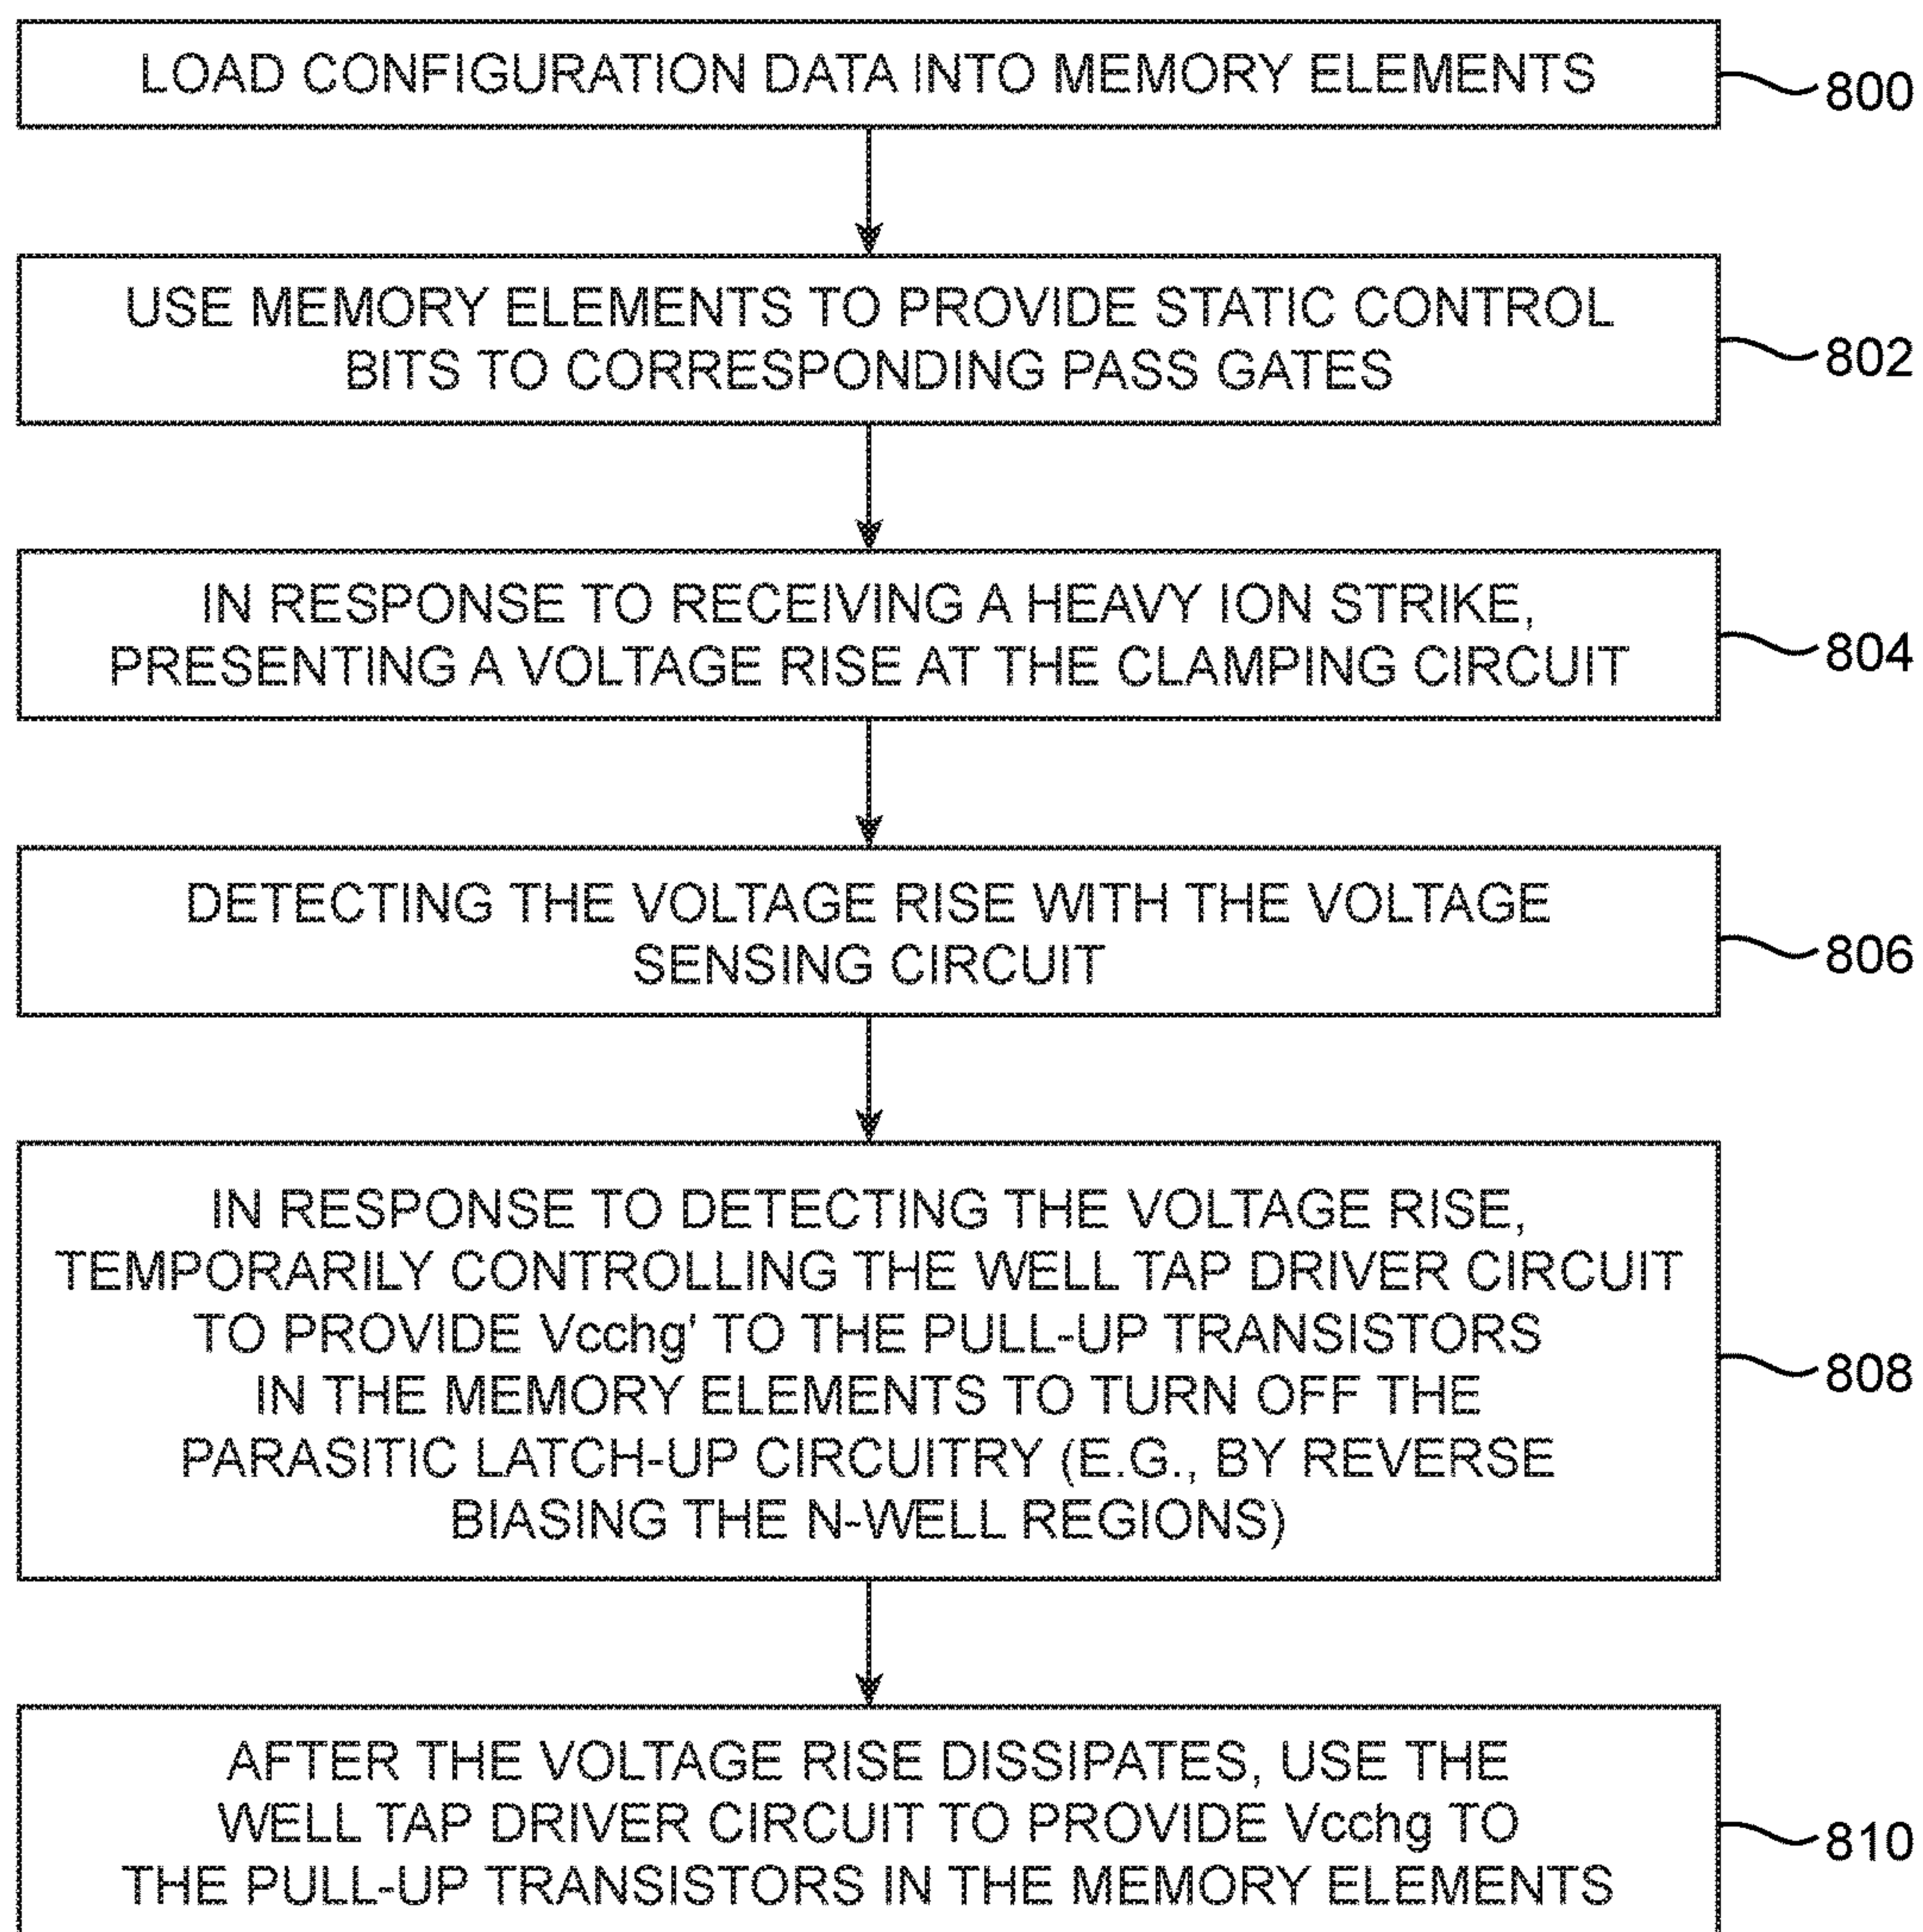 LOAD CONFIGURATION DATA INTO MEMORY ELEMENTS
800
USE MEMORY ELEMENTS TO PROVIDE STATIC CONTROL
BITS TO CORRESPONDING PASS GATES
802
IN RESPONSE TO RECEIVING A HEAVY ION STRIKE,
PRESENTING A VOLTAGE RISE AT THE CLAMPING CIRCUIT
804
DETECTING THE VOLTAGE RISE WITH THE VOLTAGE
SENSING CIRCUIT
806
IN RESPONSE TO DETECTING THE VOLTAGE RISE,
TEMPORARILY CONTROLLING THE WELL TAP DRIVER CIRCUIT
TO PROVIDE Vcchg' TO THE PULL-UP TRANSISTORS
IN THE MEMORY ELEMENTS TO TURN OFF THE
PARASITIC LATCH-UP CIRCUITRY (E.G., BY REVERSE
BIASING THE N-WELL REGIONS)
808
AFTER THE VOLTAGE RISE DISSIPATES, USE THE
WELL TAP DRIVER CIRCUIT TO PROVIDE Vcchg TO
THE PULL-UP TRANSISTORS IN THE MEMORY ELEMENTS
810